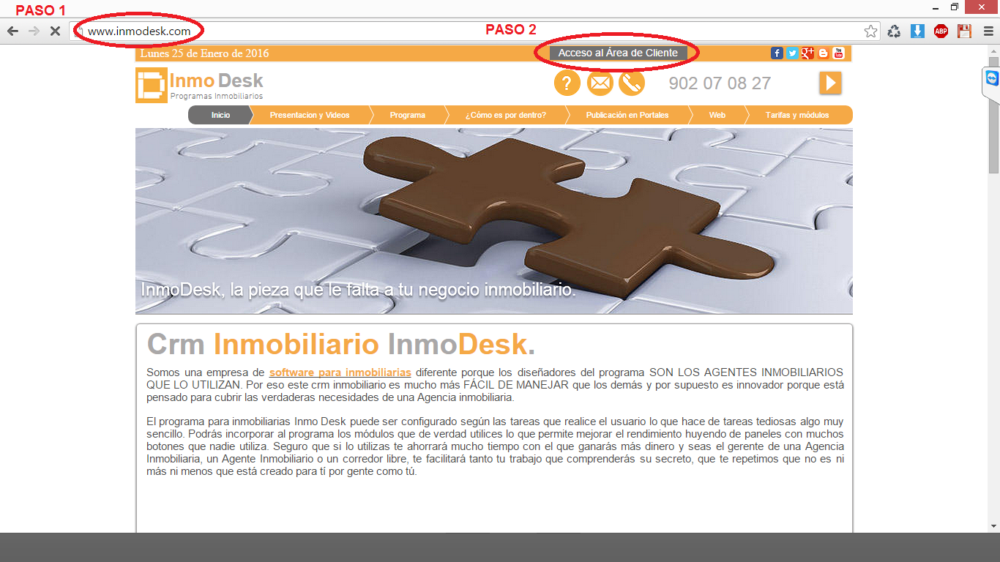 PASO 1
www.inmodesk.com
PASO 2
ABP
Lunes 25 de Enero de 2016
Acceso al Área de Cliente
Inmo Desk
Programas Inmobiliarios
902 07 08 27
Inicio
Presentacion y Videos
Programa
¿Cómo es por dentro?
Publicación en Portales
Web
Tarifas y módulos
InmoDesk, la pieza que le falta a tu negocio inmobiliario.
Crm Inmobiliario InmoDesk.
Somos una empresa de software para inmobiliarias diferente porque los diseñadores del programa SON LOS AGENTES INMOBILIARIOS
QUE LO UTILIZAN. Por eso este crm inmobiliario es mucho más FÁCIL DE MANEJAR que los demás y por supuesto es innovador porque está
pensado para cubrir las verdaderas necesidades de una Agencia inmobiliaria.
El programa para inmobiliarias Inmo Desk puede ser configurado según las tareas que realice el usuario lo que hace de tareas tediosas algo muy
sencillo. Podrás incorporar al programa los módulos que de verdad utilices lo que permite mejorar el rendimiento huyendo de paneles con muchos
botones que nadie utiliza. Seguro que si lo utilizas te ahorrará mucho tiempo con el que ganarás más dinero y seas el gerente de una Agencia
Inmobiliaria, un Agente Inmobiliario o un corredor libre, te facilitará tanto tu trabajo que comprenderás su secreto, que te repetimos que no es ni
más ni menos que está creado para tí por gente como tú.